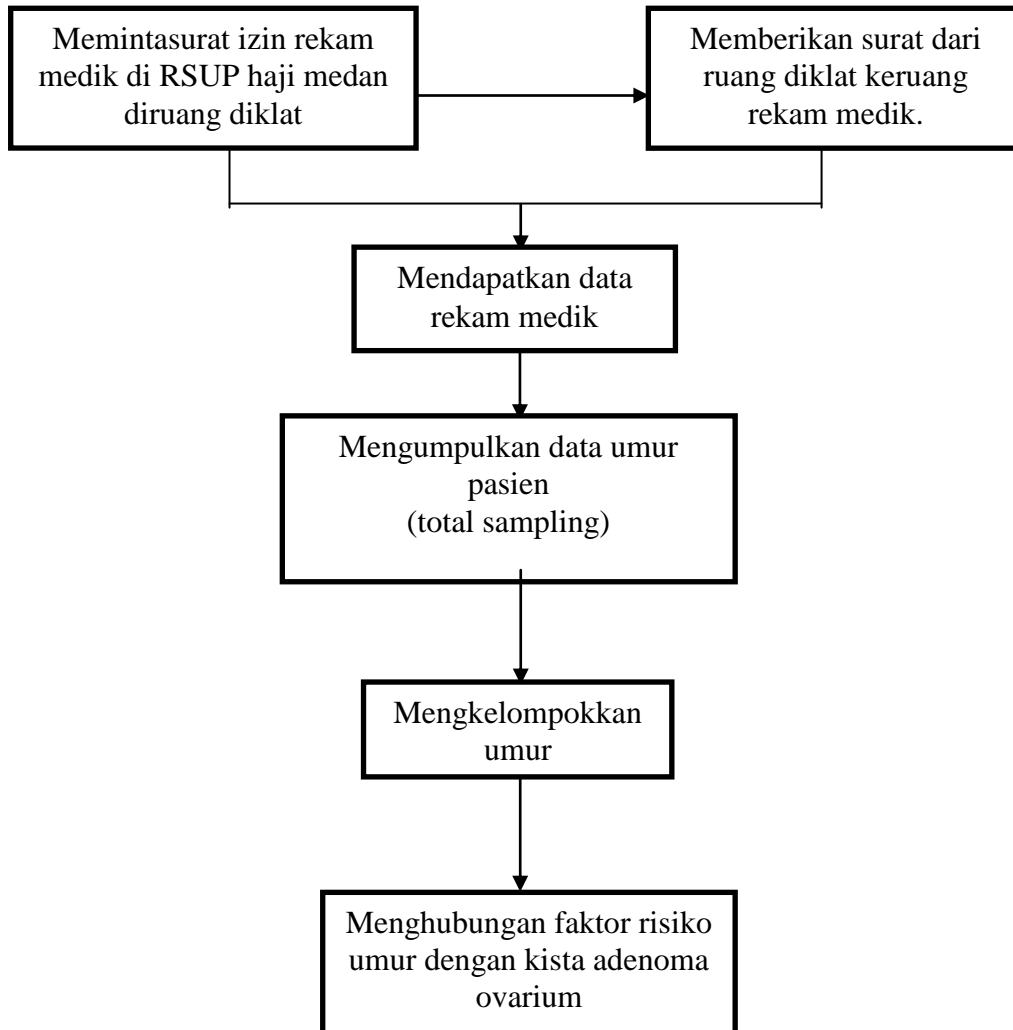 Memintasurat izin rekam
medik di RSUP haji medan
diruang diklat
Memberikan surat dari
ruang diklat keruang
rekam medik.
Mendapatkan data
rekam medik
Mengumpulkan data umur
pasien
(total sampling)
Mengkelompokkan
umur
Menghubungan faktor risiko
umur dengan kista adenoma
ovarium